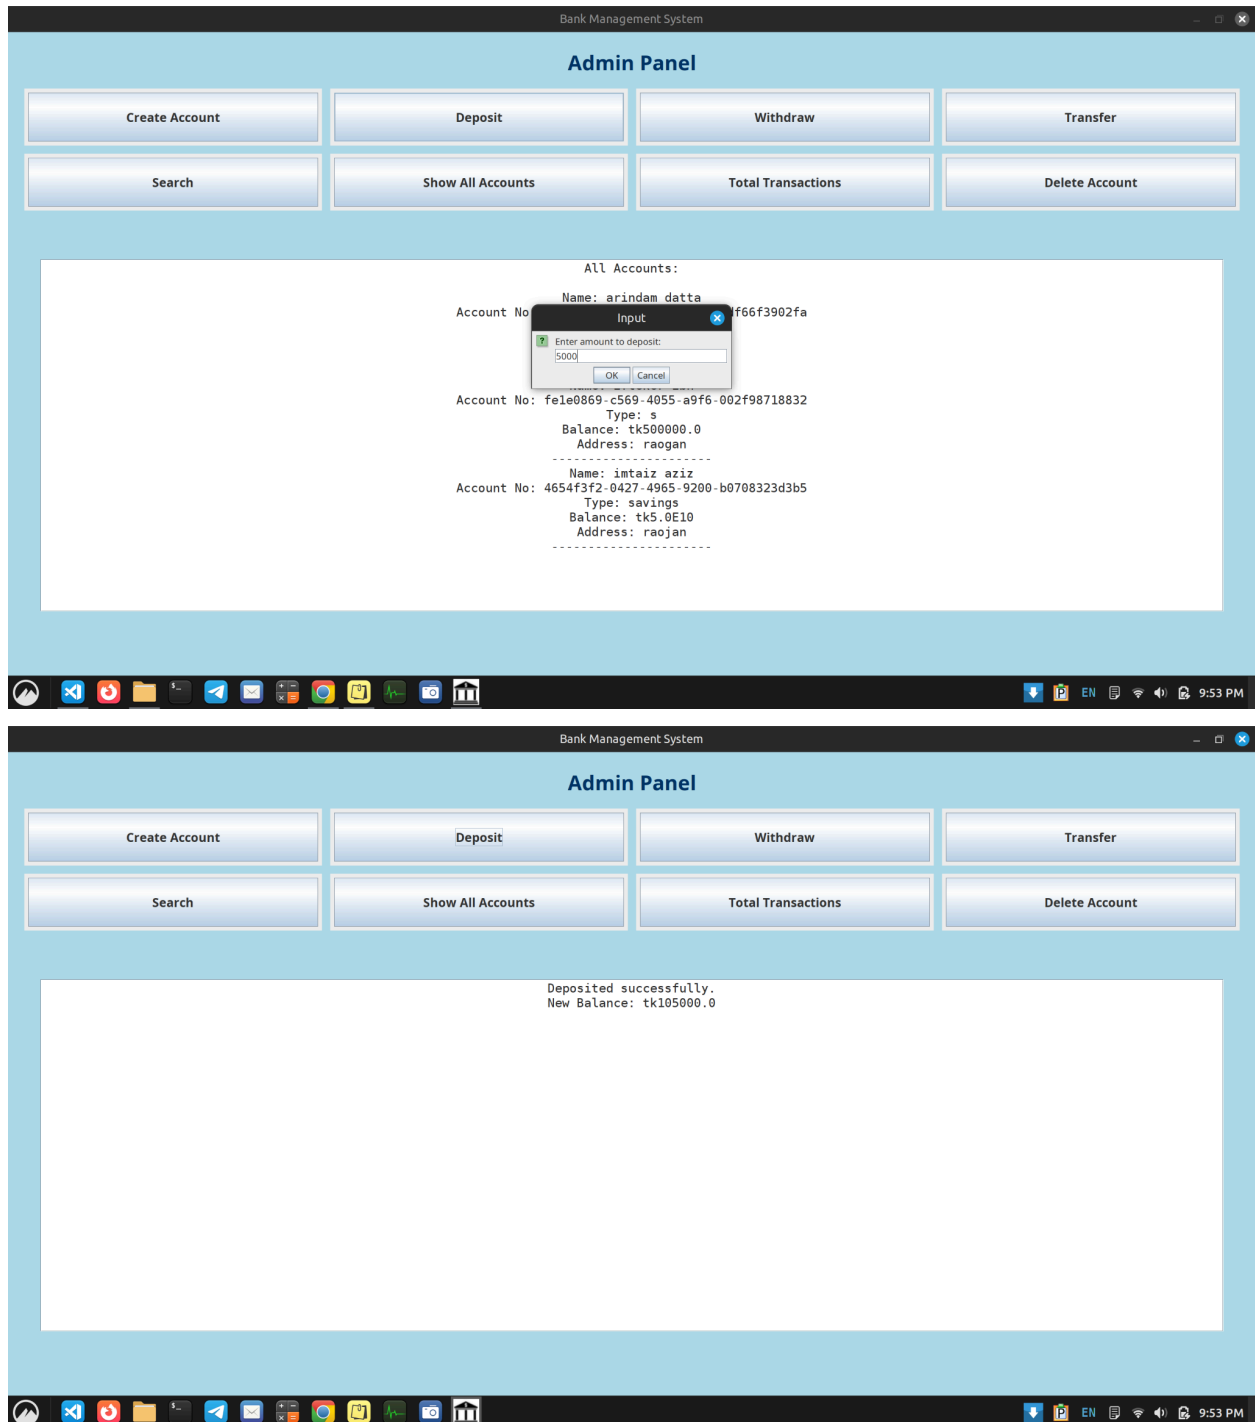 Bank Management System
Admin Panel
Create Account
Deposit
Withdraw
Transfer
Search
Show All Accounts
Total Transactions
Delete Account
All Accounts:
Name: arindam datta
Account No
df66f3902fa
Input
Enter amount to deposit:
5000
OK
Cancel
Account No: fe1e0869-c569-4055-a9f6-002f98718832
Type: s
Balance: tk500000.0
Address: raogan
----------------------
Name: imtaiz aziz
Account No: 4654f3f2-0427-4965-9200-b0708323d3b5
Type: savings
Balance: tk5.0E10
Address: raojan
----------------------
EN
9:53 PM
Bank Management System
Admin Panel
Create Account
Deposit
Withdraw
Transfer
Search
Show All Accounts
Total Transactions
Delete Account
Deposited successfully.
New Balance: tk105000.0
EN
9:53 PM